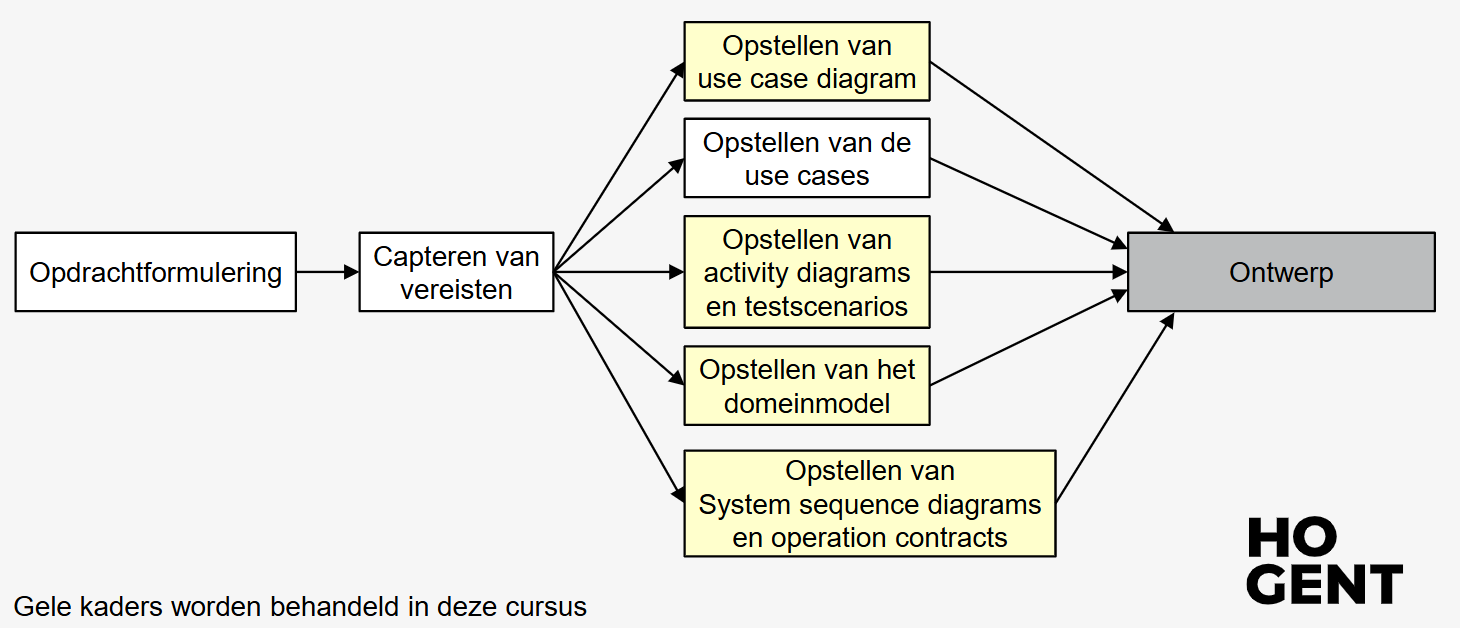 Opstellen van
use case diagram
Opstellen van de
use cases
Opdrachtformulering
Capteren van
vereisten
Opstellen van
activity diagrams
en testscenarios
Ontwerp
Opstellen van het
domeinmodel
Opstellen van
System sequence diagrams
en operation contracts
HO
GENT
Gele kaders worden behandeld in deze cursus